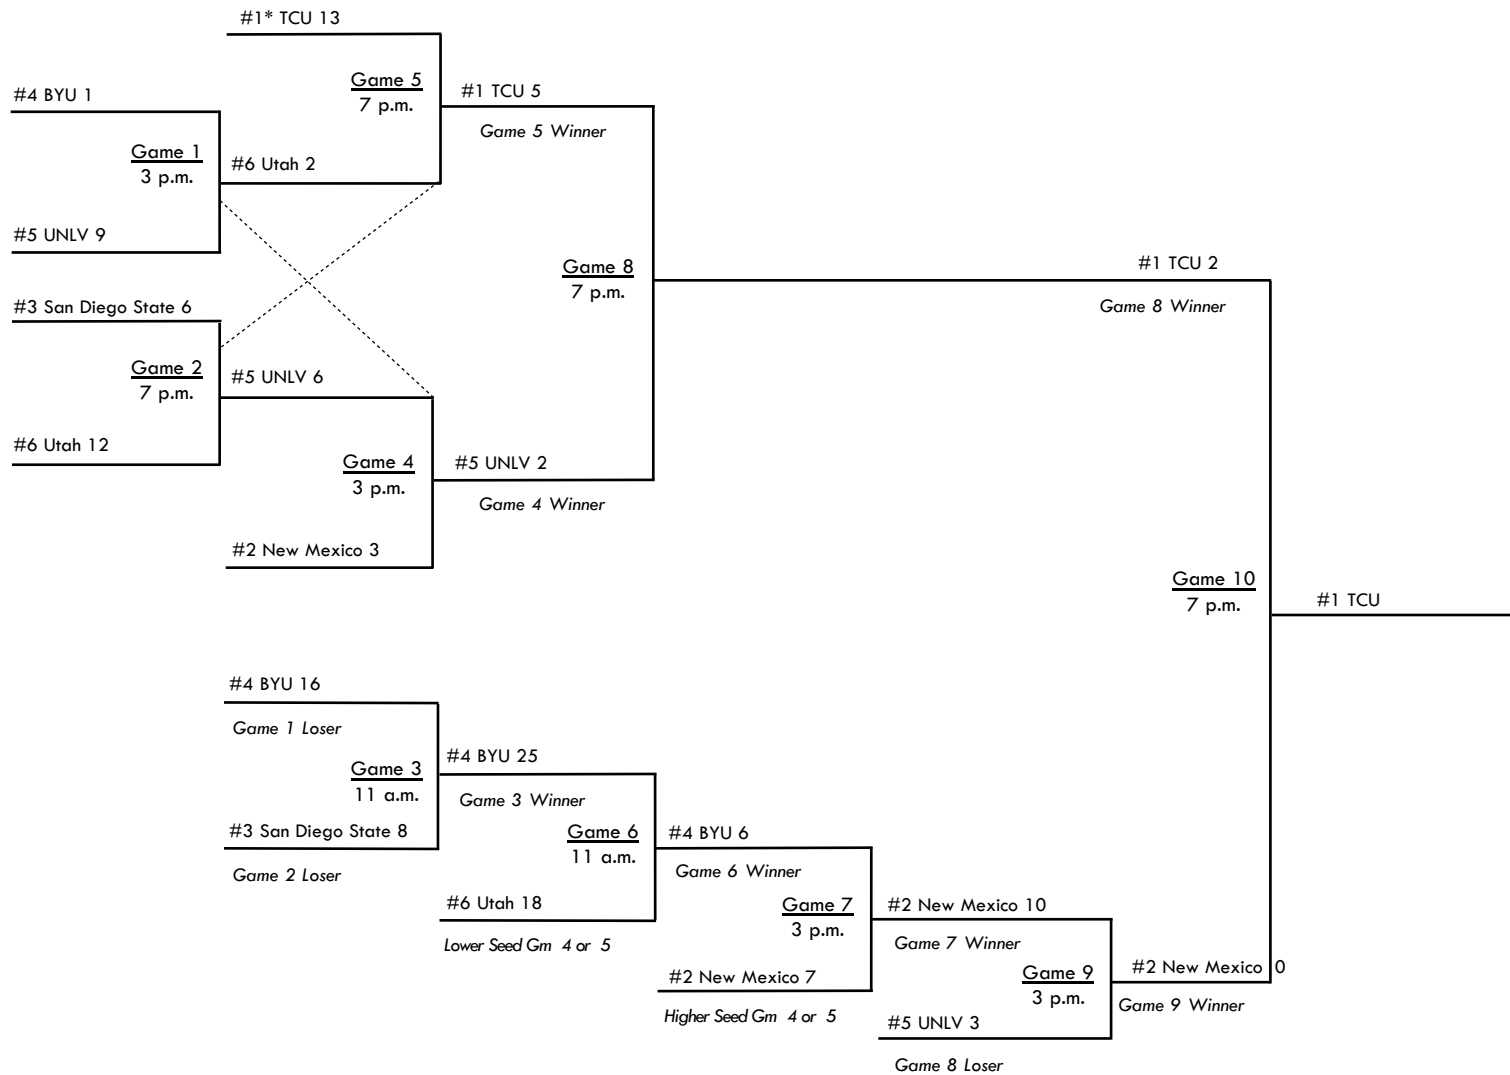 #1* TCU 13
Game 5
7 p.m.
#4 BYU 1
#1 TCU 5
Game 5 Winner
Game 1
3 p.m.
#6 Utah 2
#5 UNLV 9
Game 8
7 p.m.
#1 TCU 2
Game 8 Winner
#3 San Diego State 6
Game 2
7 p.m.
#5 UNLV 6
#6 Utah 12
Game 4
3 p.m.
#5 UNLV 2
Game 4 Winner
#2 New Mexico 3
Game 10
7 p.m.
#1 TCU
#4 BYU 16
Game 1 Loser
Game 3
11 a.m.
#4 BYU 25
Game 3 Winner
#3 San Diego State 8
Game 2 Loser
Game 6
11 a.m.
#4 BYU 6
Game 6 Winner
#6 Utah 18
Lower Seed Gm 4 or 5
Game 7
3 p.m.
#2 New Mexico 10
Game 7 Winner
#2 New Mexico 7
Higher Seed Gm 4 or 5
Game 9
3 p.m.
#2 New Mexico 0
Game 9 Winner
#5 UNLV 3
Game 8 Loser